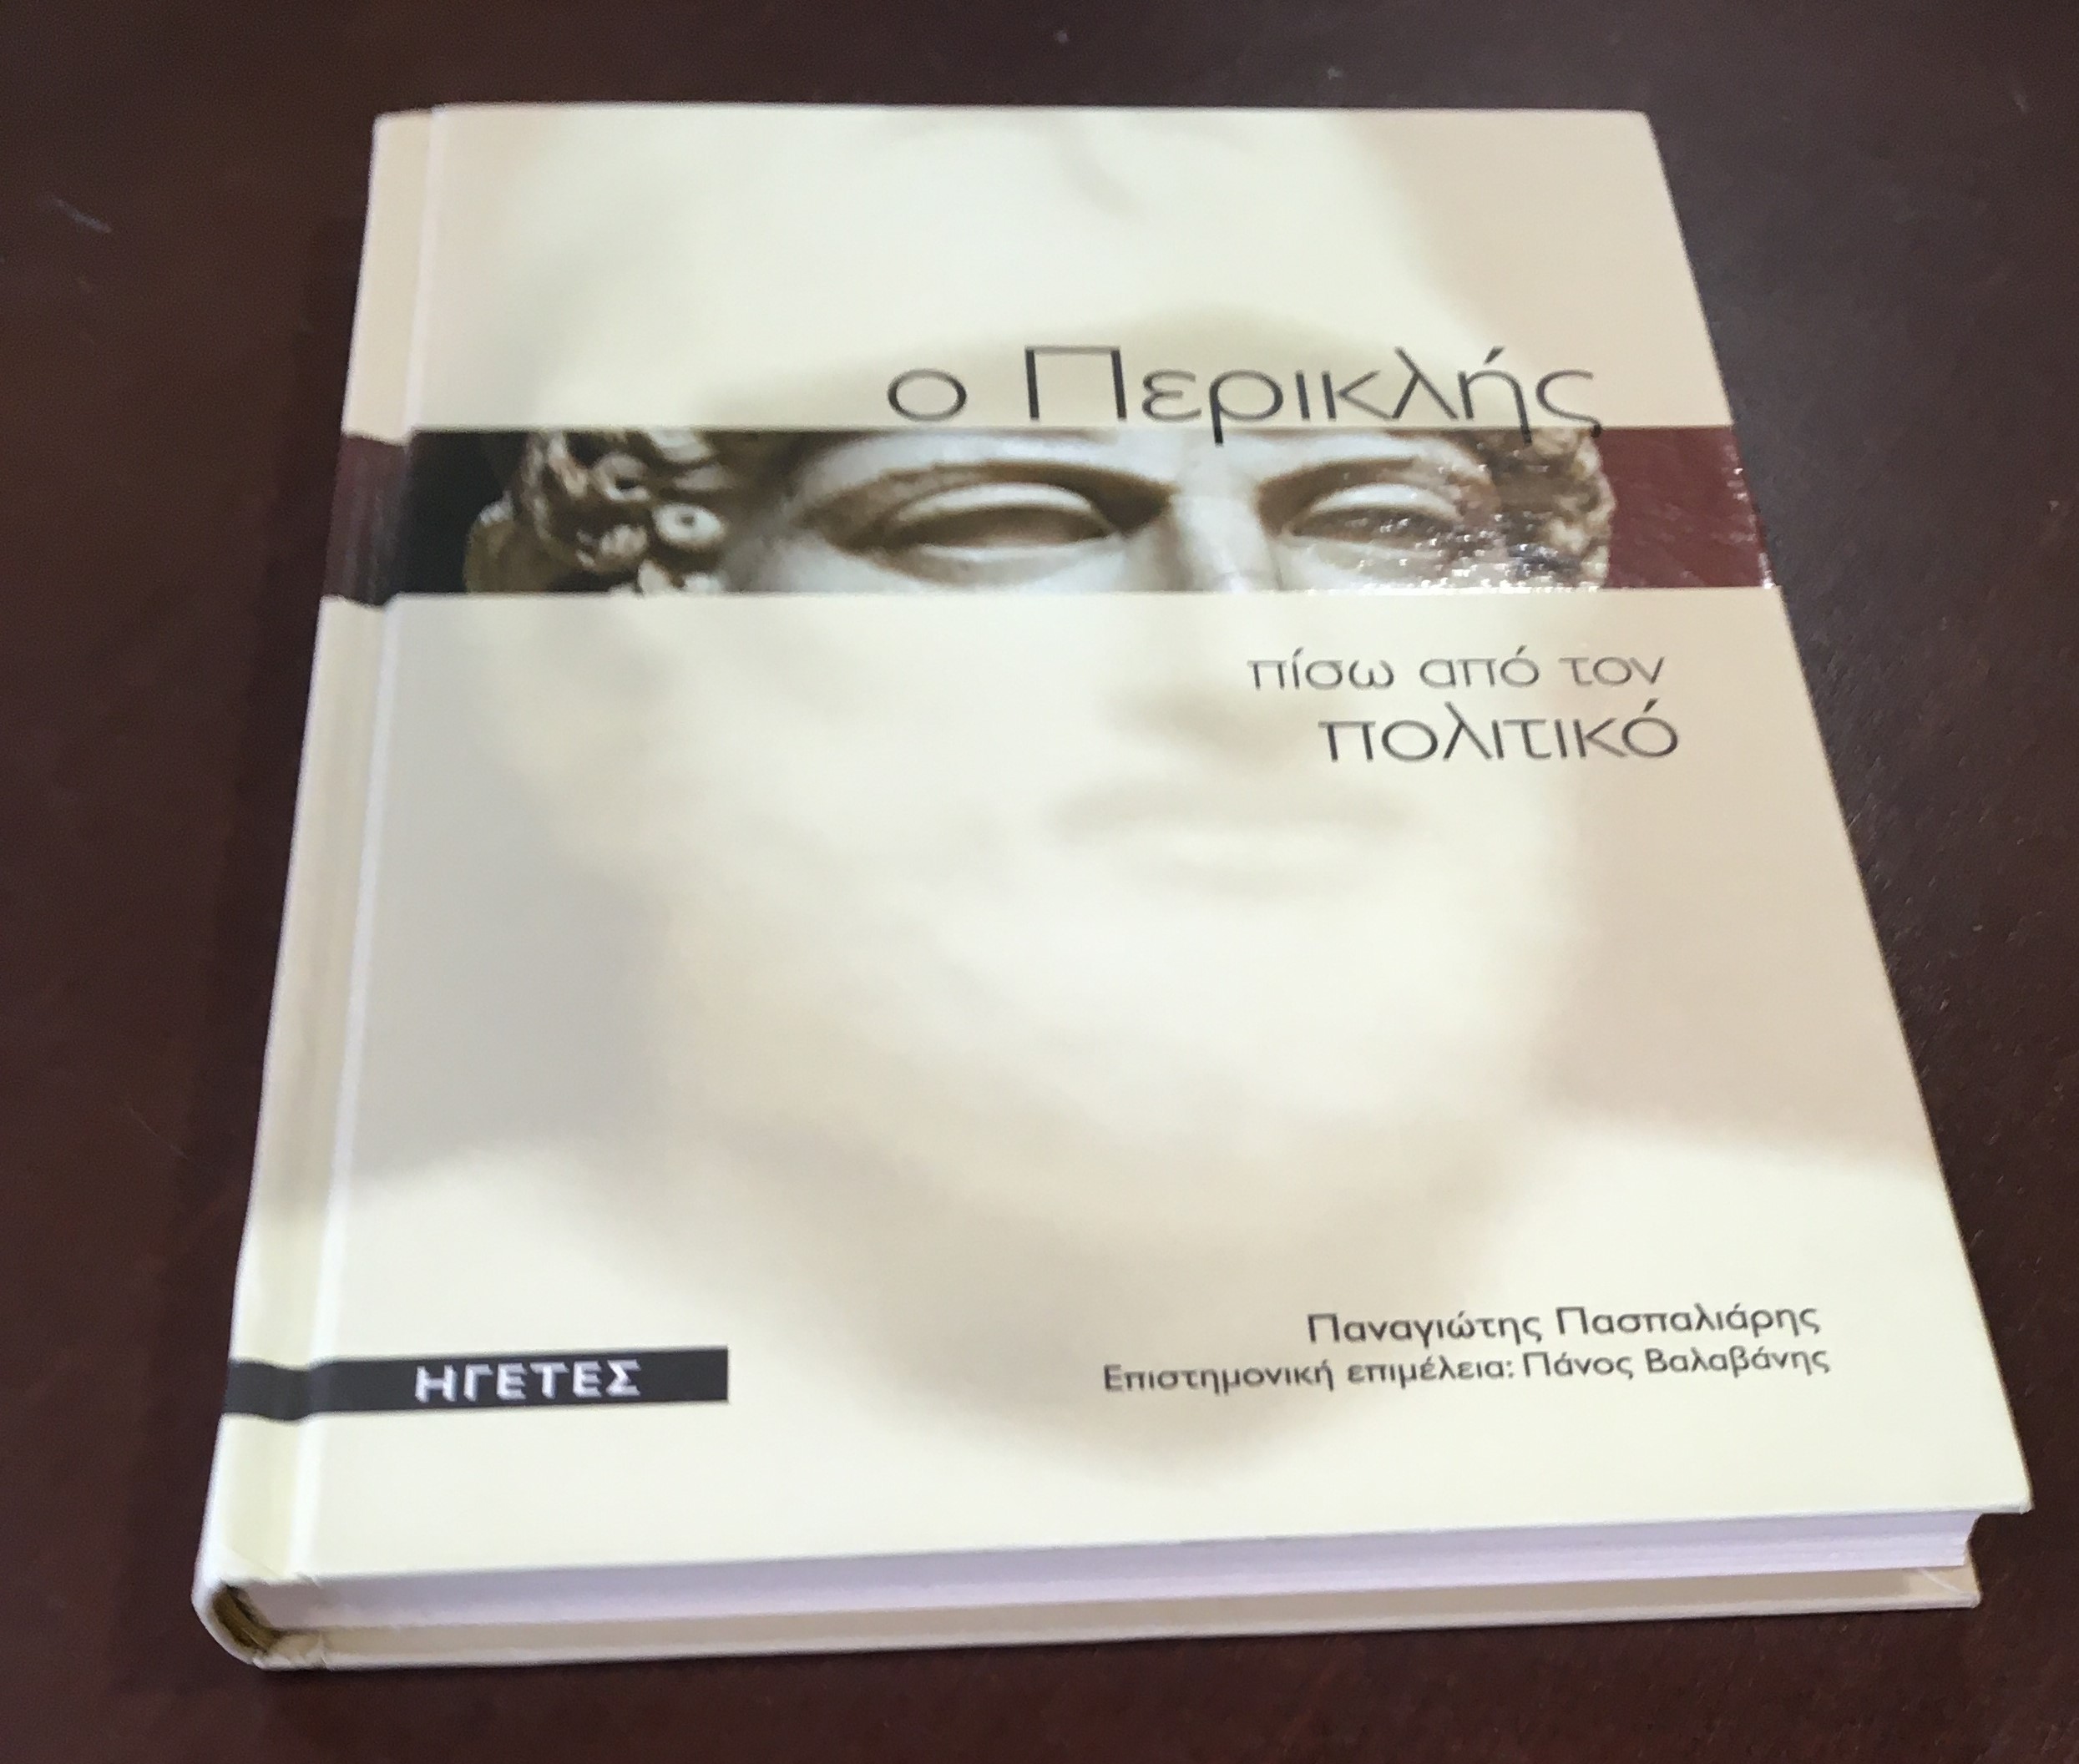 ο Περικλής
πίσω από τον
πολιτικό
Παναγιώτης Πασπαλιάρης
Επιστημονική επιμέλεια: Πάνος Βαλαβάνης
ΗΓΕΤΕΣ